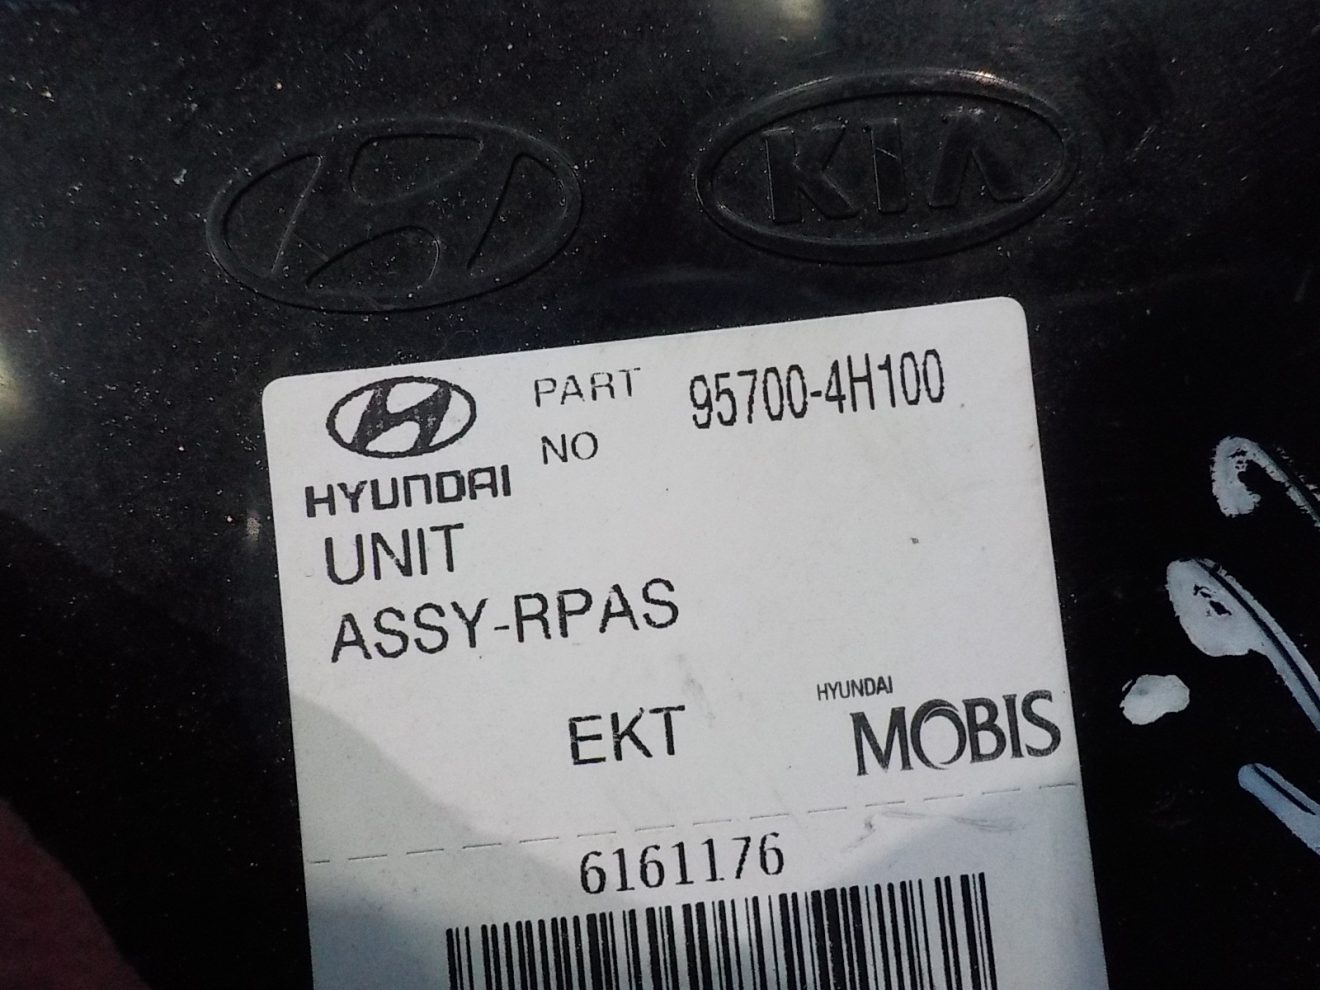 KIA
PART 95700-4H100
NO
HYUNDAI
UNIT
ASSY-RPAS
HYUNDAI
EKT MOBIS
6161176